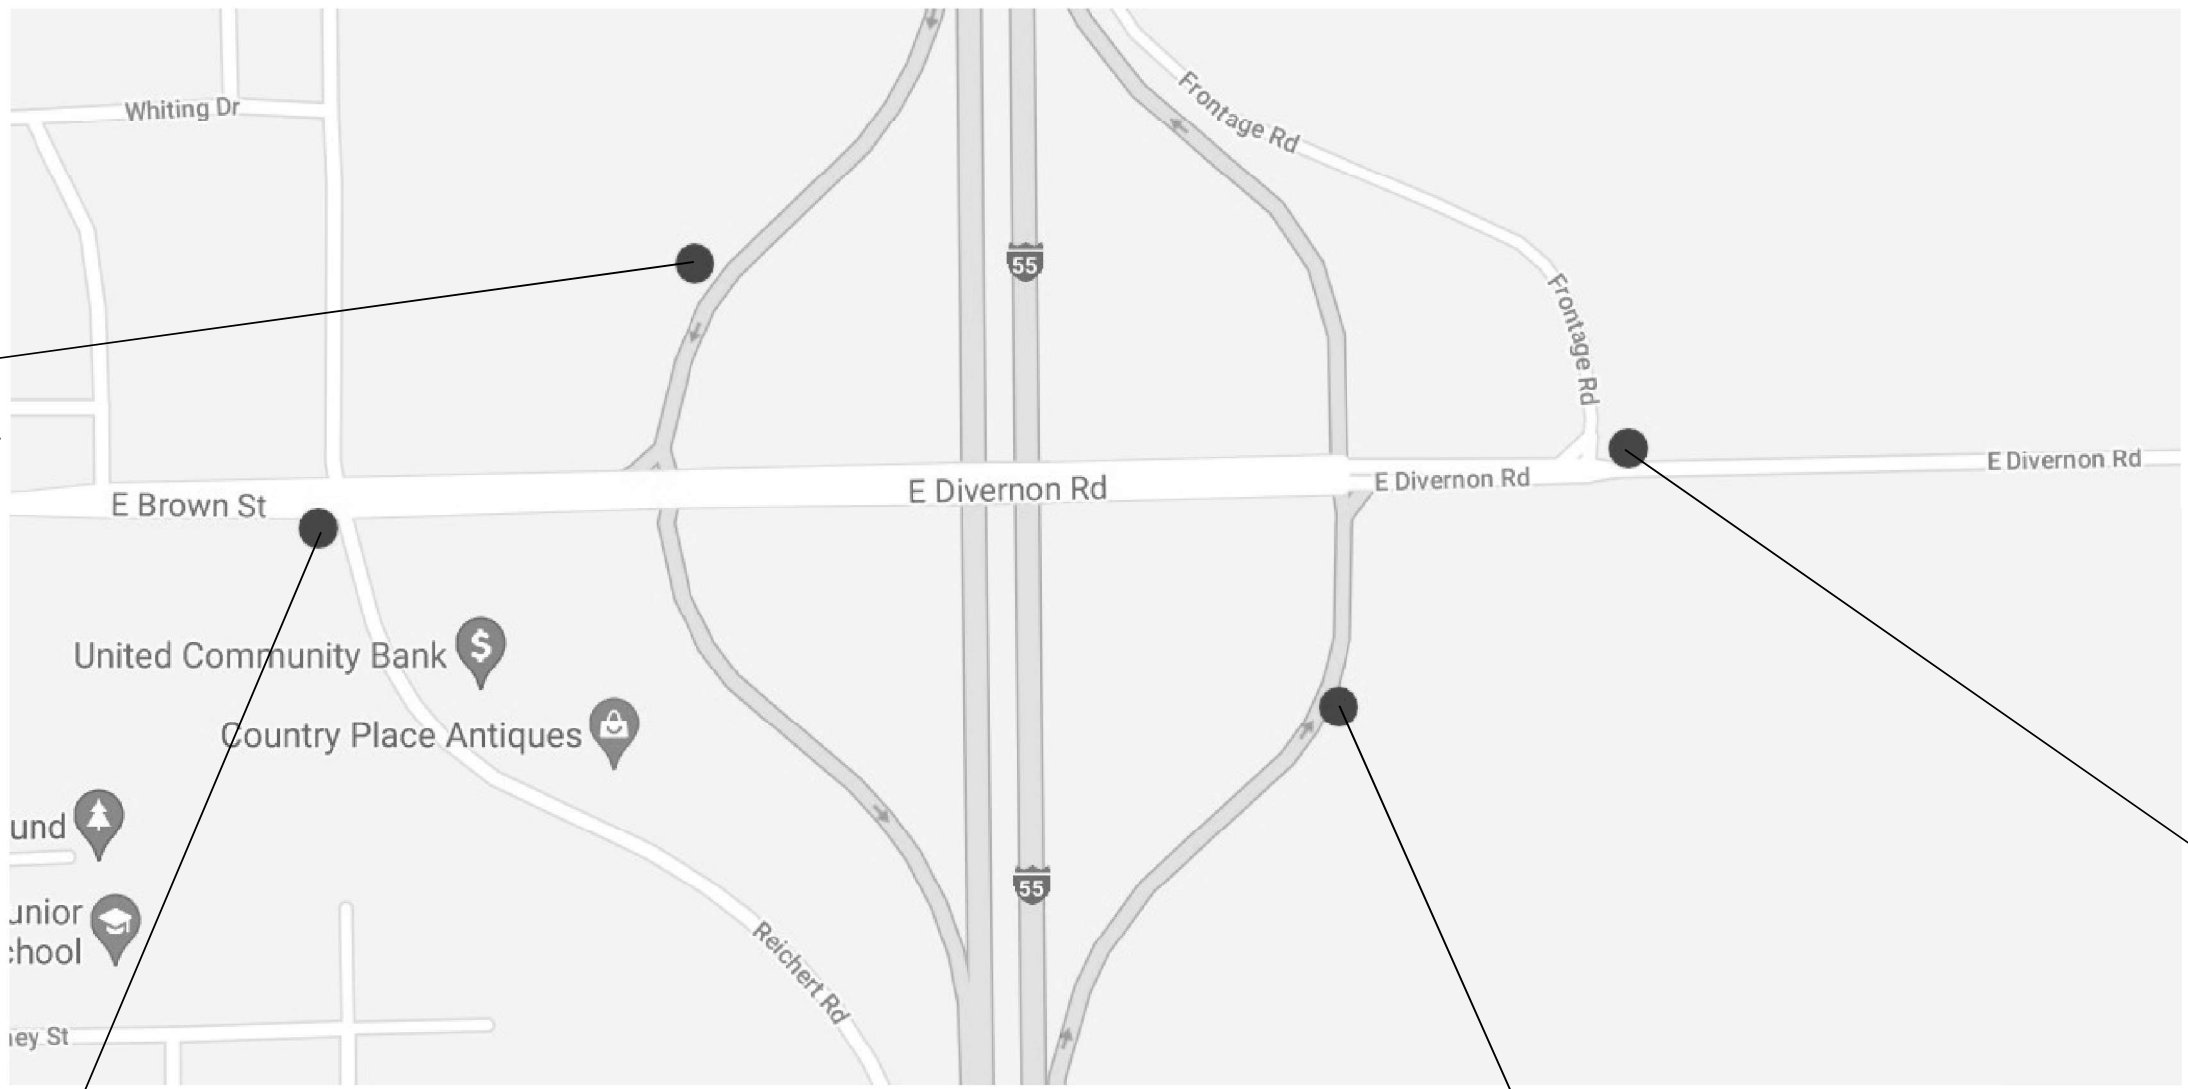 Whiting Dr
Frontage Rd
55
Frontage Rd
E Divernon Rd
E Divernon Rd
E Divernon Rd
E Brown St
United Community Bank
$
Country Place Antiques
und
55
unior
chool
Reichert Rd
ney St